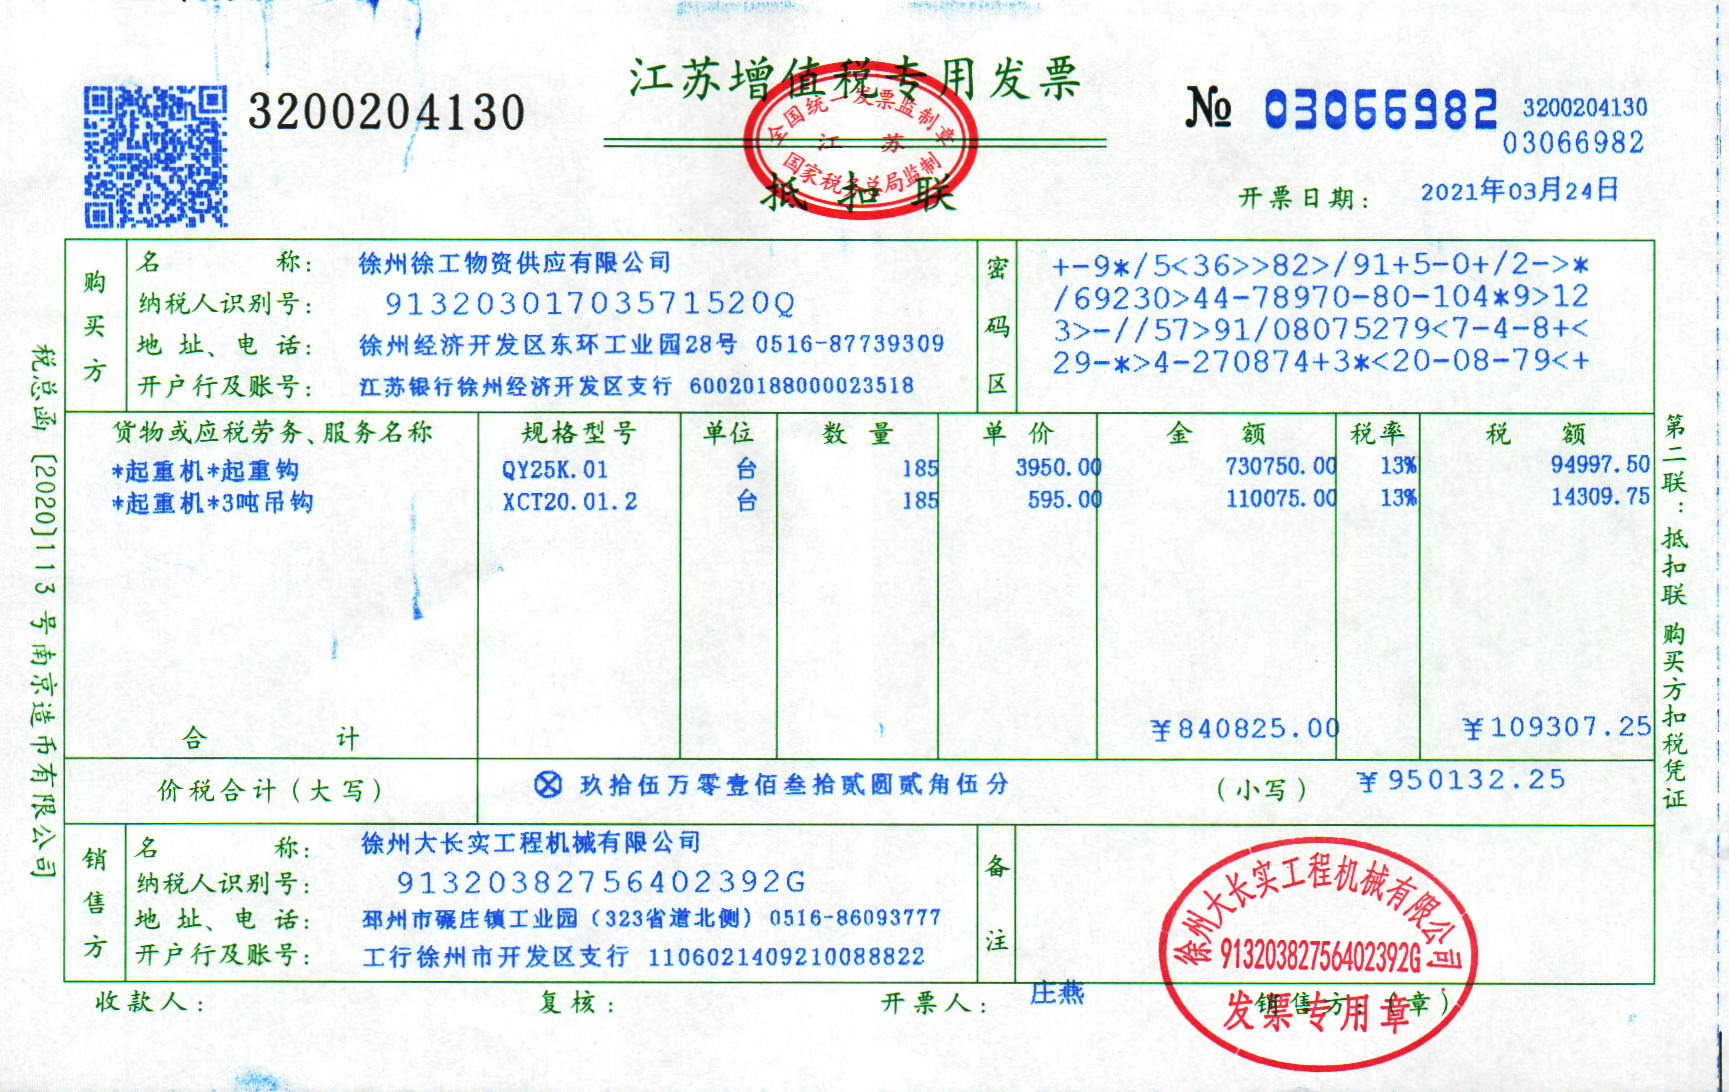 江苏增值税专用发票
3200204130
全国统一发票监制章
江苏
国家税务总局监制
抵扣联
№ 03066982
3200204130
03066982
开票日期： 2021年03月24日
购买方
名称： 徐州徐工物资供应有限公司
纳税人识别号： 91320301703571520Q
地址、电话： 徐州经济开发区东环工业园28号 0516-87739309
开户行及账号： 江苏银行徐州经济开发区支行 60020188000023518
密码区
+-9*/5<36>>82>/91+5-0+/2->*
/69230>44-78970-80-104*9>12
3>-//57>91/08075279<7-4-8+<
29-*>4-270874+3*<20-08-79<+
货物或应税劳务、服务名称 规格型号 单位 数量 单价 金额 税率 税额
*起重机*起重钩 QY25K.01 台 185 3950.00 730750.00 13% 94997.50
*起重机*3吨吊钩 XCT20.01.2 台 185 595.00 110075.00 13% 14309.75
合计 ￥840825.00 ￥109307.25
价税合计（大写） ⊗玖拾伍万零壹佰叁拾贰圆贰角伍分 （小写） ￥950132.25
销售方
名称： 徐州大长实工程机械有限公司
纳税人识别号： 91320382756402392G
地址、电话： 邳州市碾庄镇工业园（323省道北侧） 0516-86093777
开户行及账号： 工行徐州市开发区支行 1106021409210088822
备注
收款人： 复核： 开票人： 庄燕 销售方：（章）
徐州大长实工程机械有限公司
91320382756402392G
发票专用章
税总函〔2020〕113号南京造币有限公司
第二联：抵扣联 购买方扣税凭证